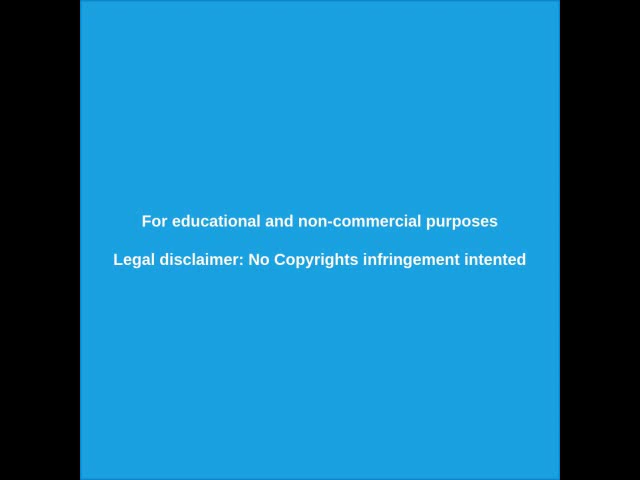 For educational and non-commercial purposes
Legal disclaimer: No Copyrights infringement intented